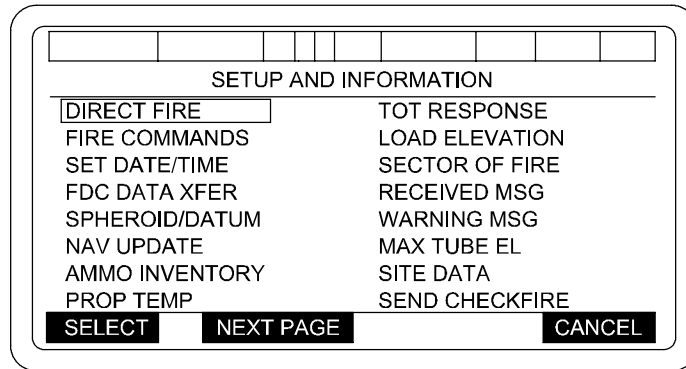 SETUP AND INFORMATION
DIRECT FIRE
FIRE COMMANDS
SET DATE/TIME
FDC DATA XFER
SPHEROID/DATUM
NAV UPDATE
AMMO INVENTORY
PROP TEMP
TOT RESPONSE
LOAD ELEVATION
SECTOR OF FIRE
RECEIVED MSG
WARNING MSG
MAX TUBE EL
SITE DATA
SEND CHECKFIRE
SELECT NEXT PAGE CANCEL